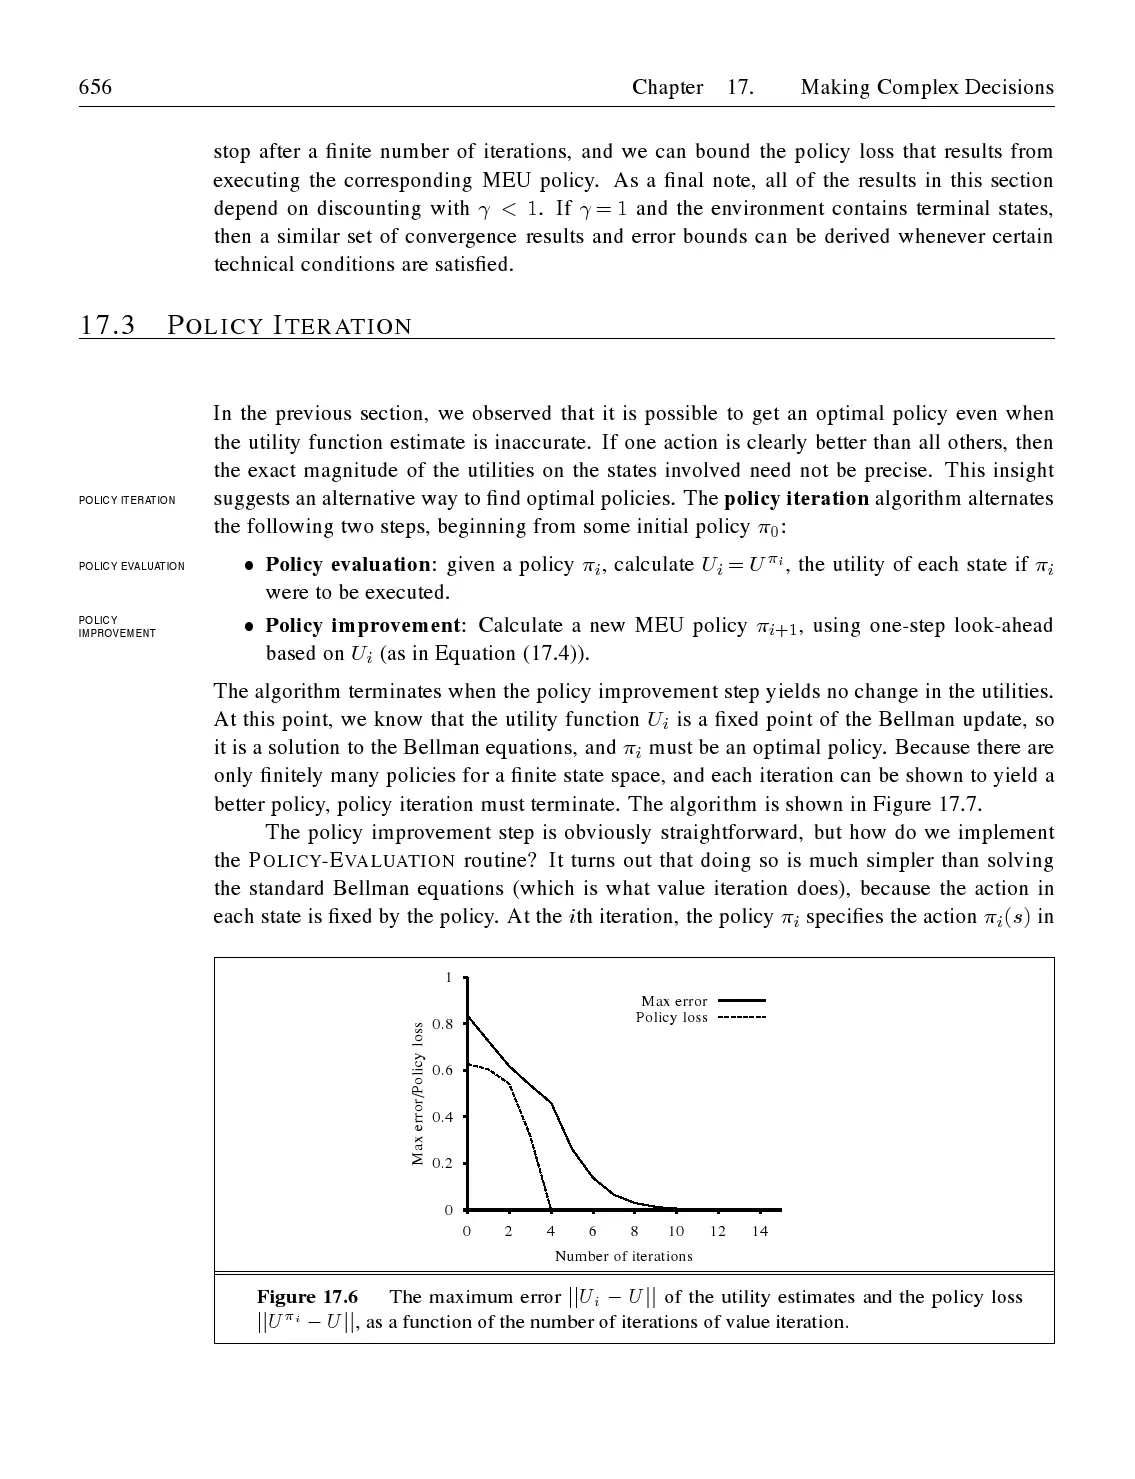 656 Chapter 17. Making Complex Decisions
stop after a finite number of iterations, and we can bound the policy loss that results from
executing the corresponding MEU policy. As a final note, all of the results in this section
depend on discounting with γ < 1. If γ = 1 and the environment contains terminal states,
then a similar set of convergence results and error bounds can be derived whenever certain
technical conditions are satisfied.
17.3 POLICY ITERATION
In the previous section, we observed that it is possible to get an optimal policy even when
the utility function estimate is inaccurate. If one action is clearly better than all others, then
the exact magnitude of the utilities on the states involved need not be precise. This insight
POLICY ITERATION
suggests an alternative way to find optimal policies. The policy iteration algorithm alternates
the following two steps, beginning from some initial policy π₀:
POLICY EVALUATION
• Policy evaluation: given a policy πᵢ, calculate Uᵢ = U^πᵢ, the utility of each state if πᵢ
were to be executed.
POLICY
IMPROVEMENT
• Policy improvement: Calculate a new MEU policy πᵢ₊₁, using one-step look-ahead
based on Uᵢ (as in Equation (17.4)).
The algorithm terminates when the policy improvement step yields no change in the utilities.
At this point, we know that the utility function Uᵢ is a fixed point of the Bellman update, so
it is a solution to the Bellman equations, and πᵢ must be an optimal policy. Because there are
only finitely many policies for a finite state space, and each iteration can be shown to yield a
better policy, policy iteration must terminate. The algorithm is shown in Figure 17.7.
The policy improvement step is obviously straightforward, but how do we implement
the POLICY-EVALUATION routine? It turns out that doing so is much simpler than solving
the standard Bellman equations (which is what value iteration does), because the action in
each state is fixed by the policy. At the ith iteration, the policy πᵢ specifies the action πᵢ(s) in
1
0.8
0.6
0.4
0.2
0
Max error/Policy loss
Max error
Policy loss
0 2 4 6 8 10 12 14
Number of iterations
Figure 17.6 The maximum error ||Uᵢ − U|| of the utility estimates and the policy loss
||U^πᵢ − U||, as a function of the number of iterations of value iteration.